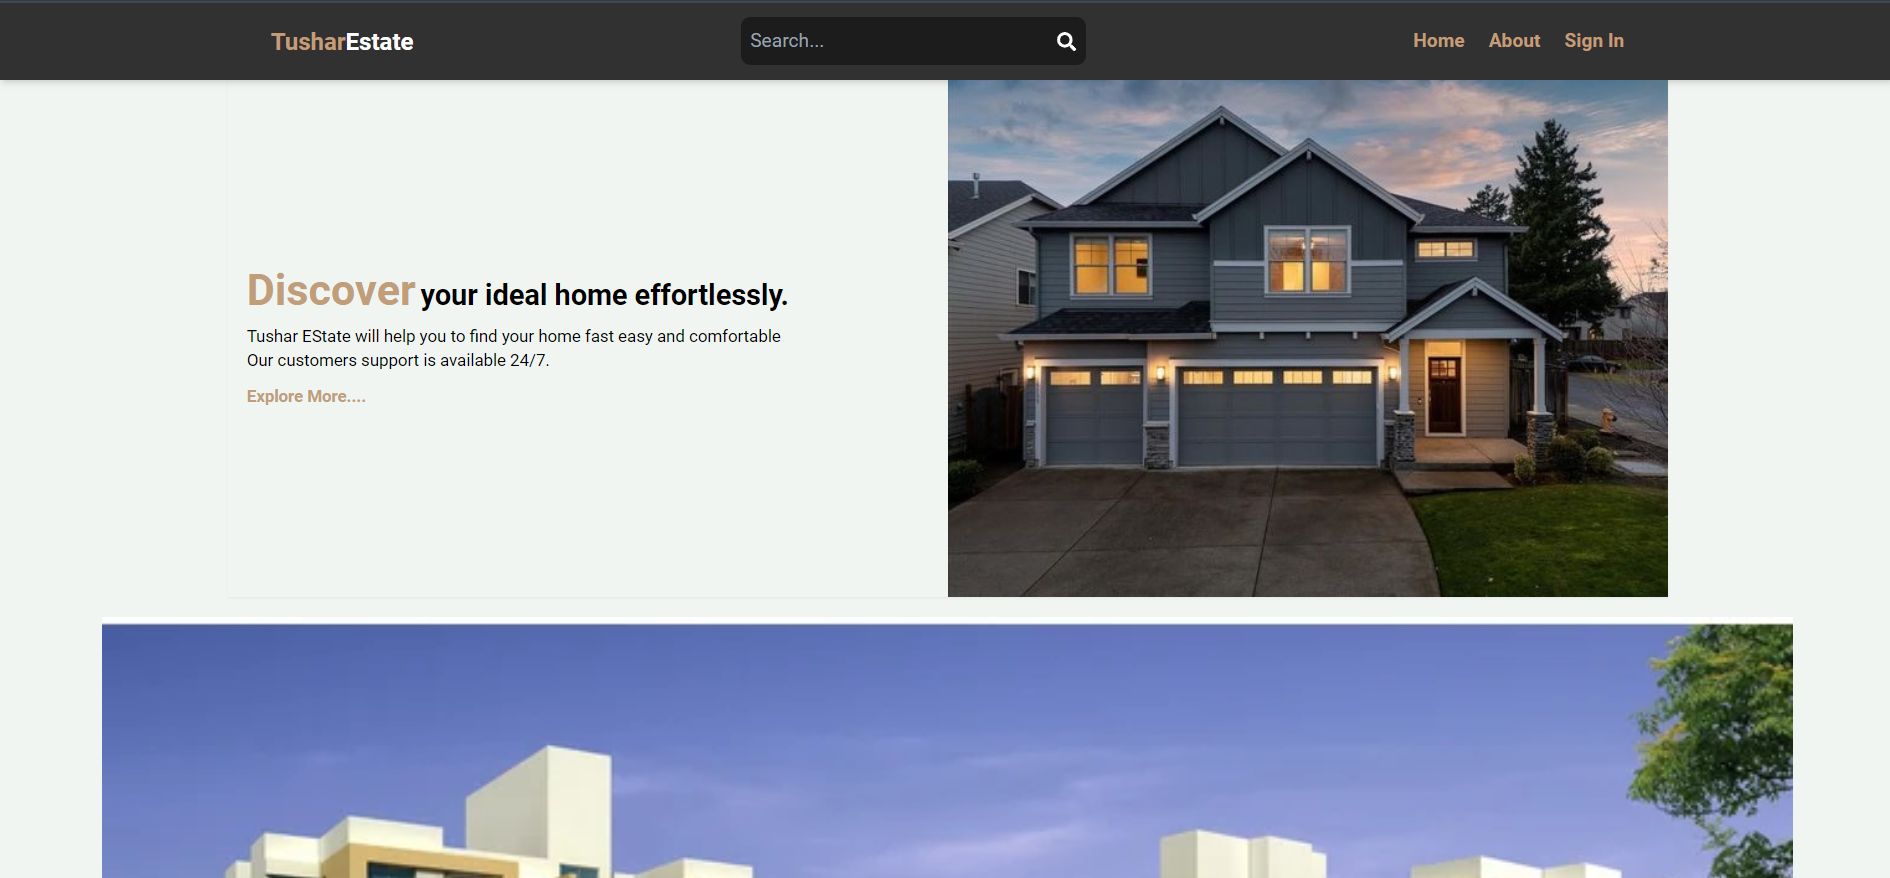 TusharEstate
Search...
Home About Sign In
Discover your ideal home effortlessly.
Tushar EState will help you to find your home fast easy and comfortable
Our customers support is available 24/7.
Explore More....